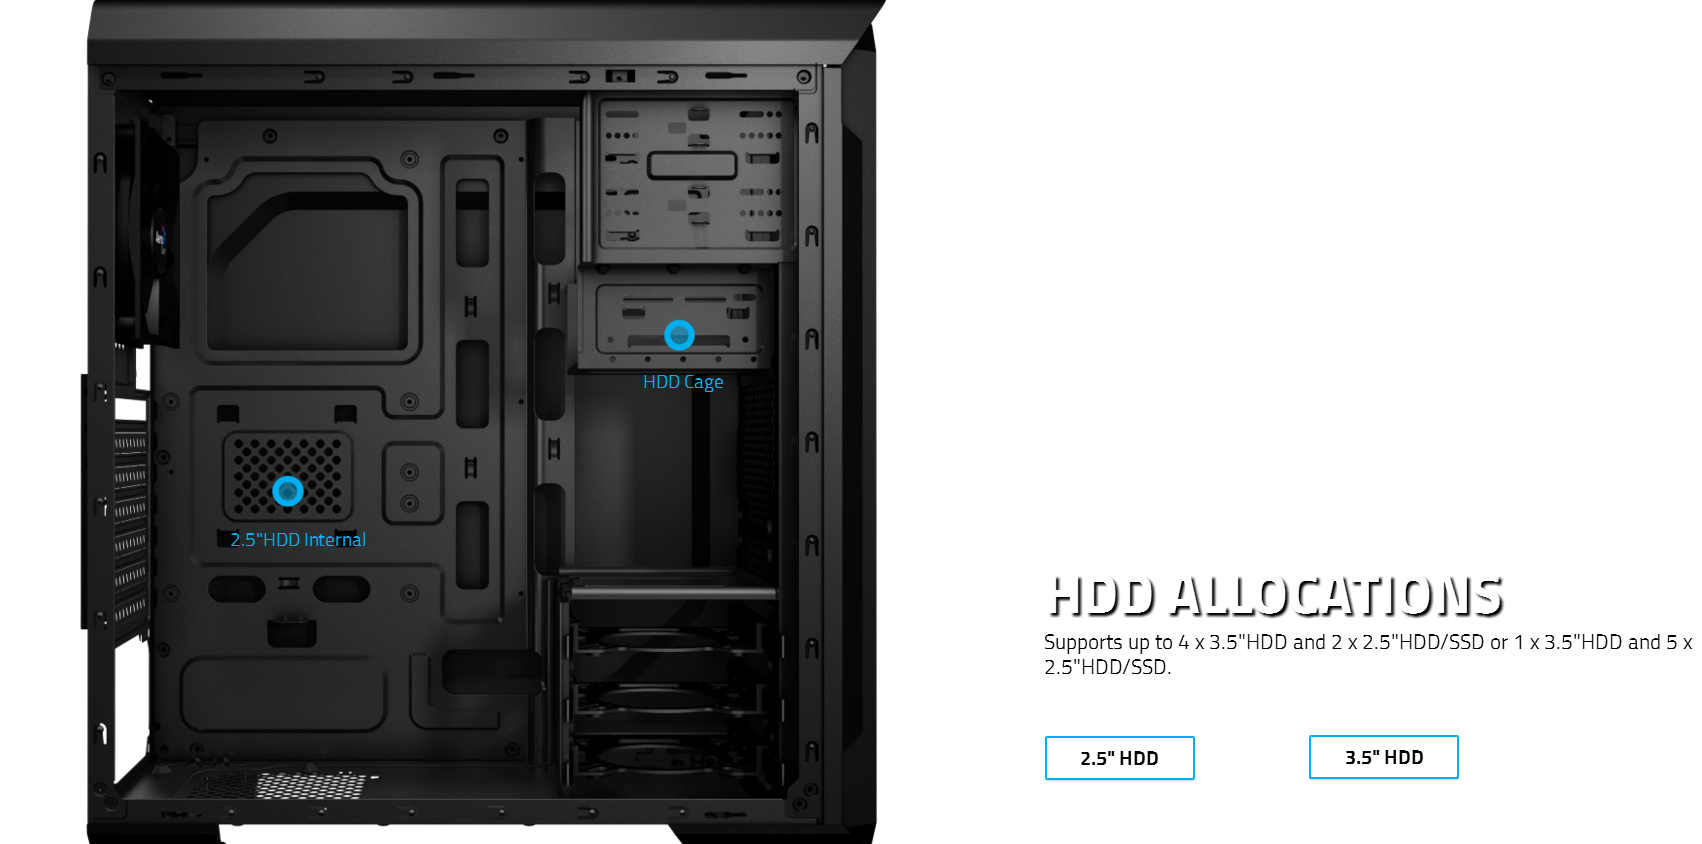 HDD Cage
2.5"HDD Internal
HDD ALLOCATIONS
Supports up to 4 x 3.5"HDD and 2 x 2.5"HDD/SSD or 1 x 3.5"HDD and 5 x
2.5"HDD/SSD.
2.5" HDD
3.5" HDD